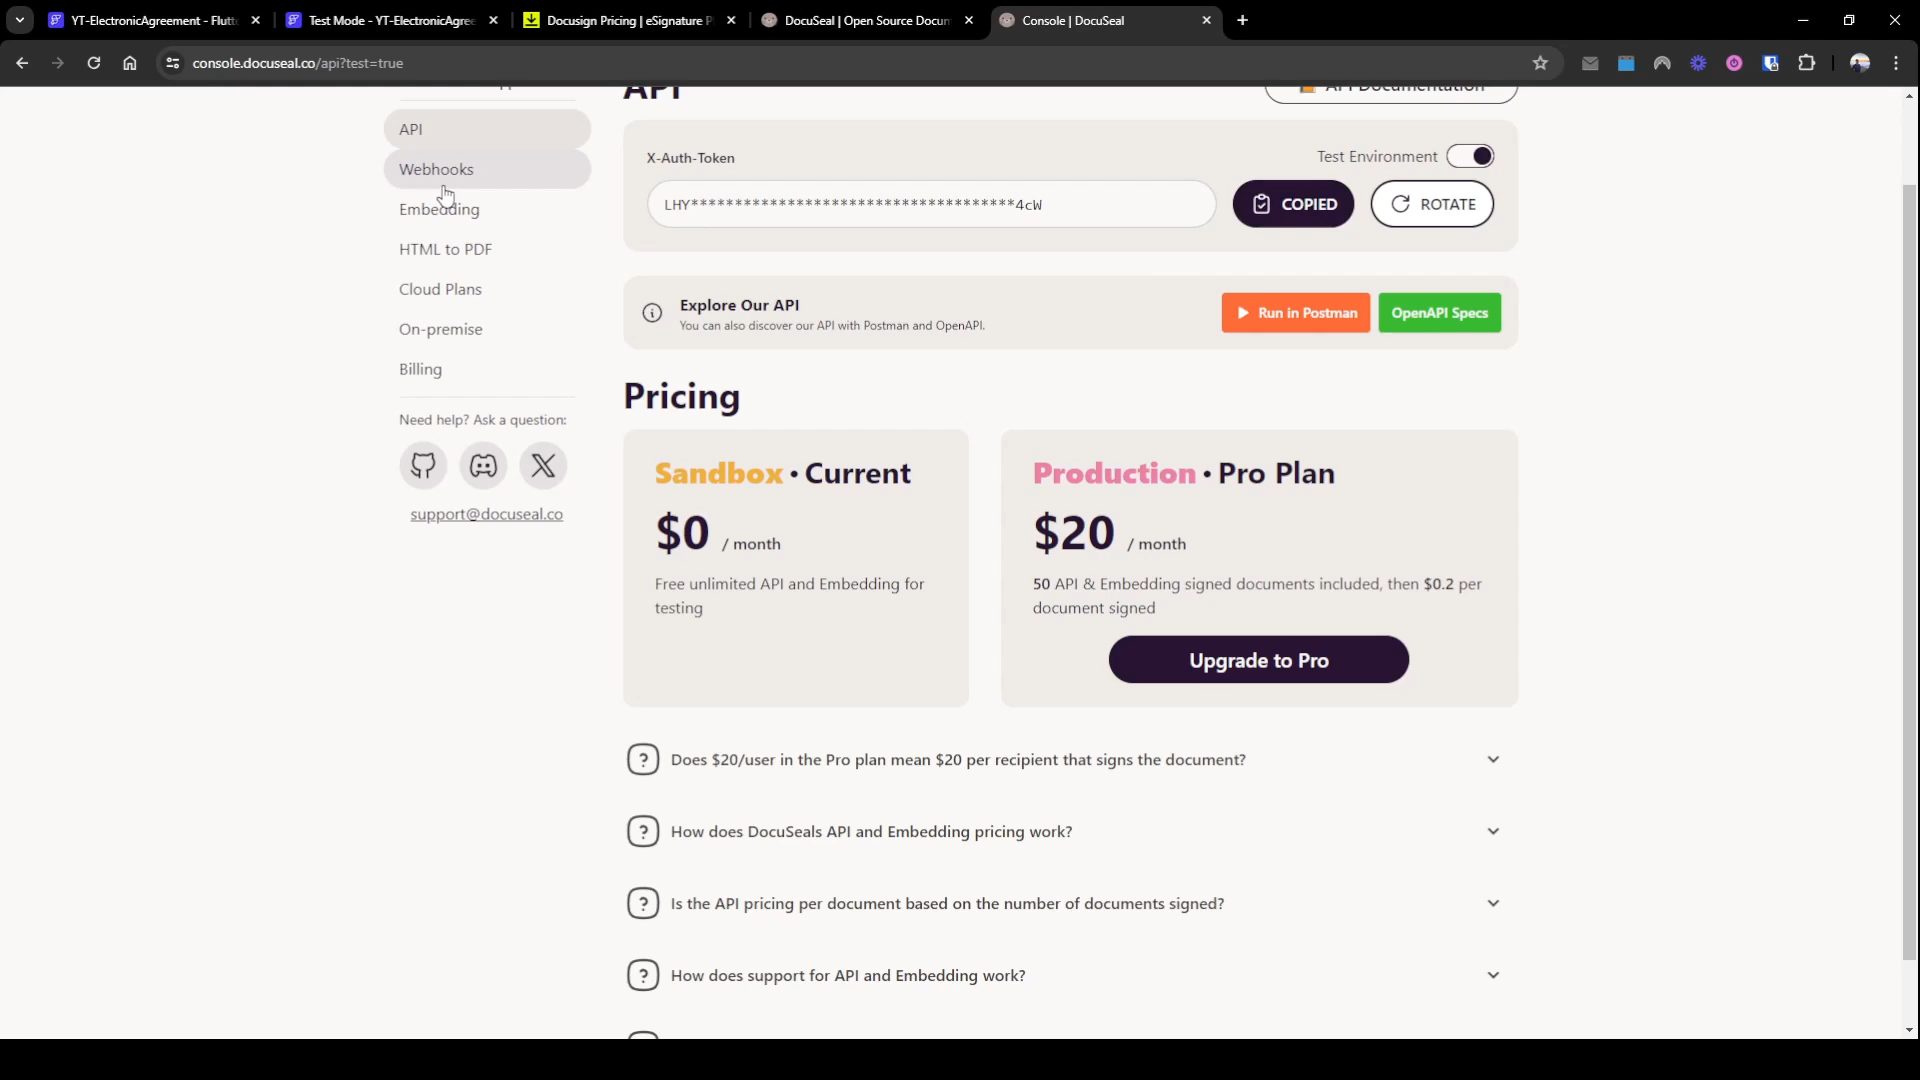 YT-ElectronicAgreement - Flutte
Test Mode - YT-ElectronicAgree
Docusign Pricing | eSignature P
DocuSeal | Open Source Docum
Console | DocuSeal
console.docuseal.co/api?test=true
API
API Documentation
API
Webhooks
Embedding
HTML to PDF
Cloud Plans
On-premise
Billing
Need help? Ask a question:
support@docuseal.co
X-Auth-Token
Test Environment
LHY*************************************4cW
COPIED
ROTATE
Explore Our API
You can also discover our API with Postman and OpenAPI.
Run in Postman
OpenAPI Specs
Pricing
Sandbox • Current
$0 / month
Free unlimited API and Embedding for
testing
Production • Pro Plan
$20 / month
50 API & Embedding signed documents included, then $0.2 per
document signed
Upgrade to Pro
Does $20/user in the Pro plan mean $20 per recipient that signs the document?
How does DocuSeals API and Embedding pricing work?
Is the API pricing per document based on the number of documents signed?
How does support for API and Embedding work?